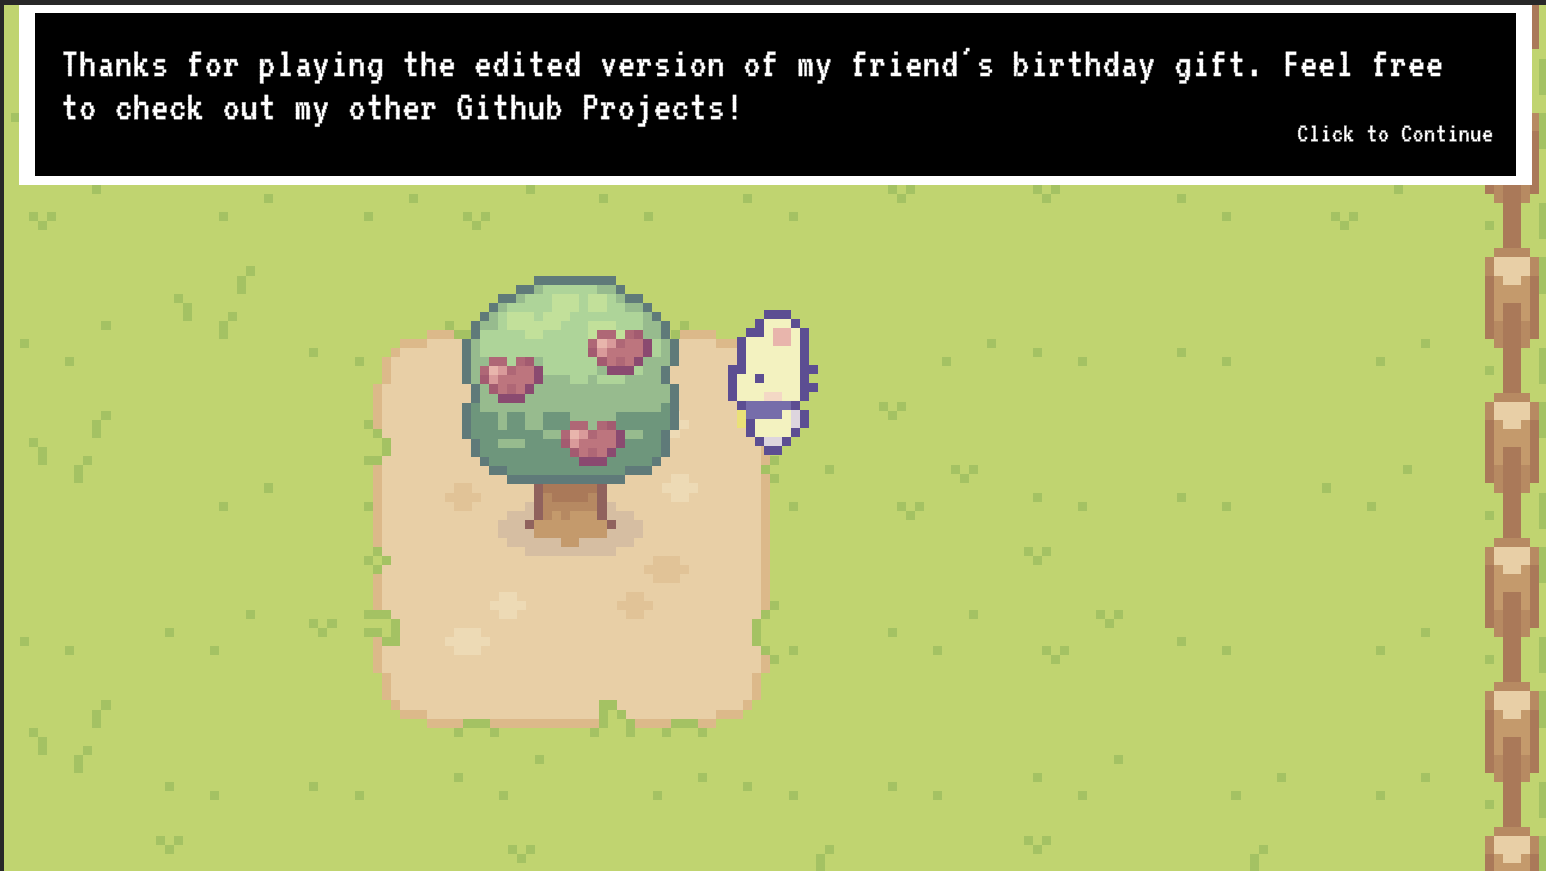 Thanks for playing the edited version of my friend's birthday gift. Feel free
to check out my other Github Projects!
Click to Continue